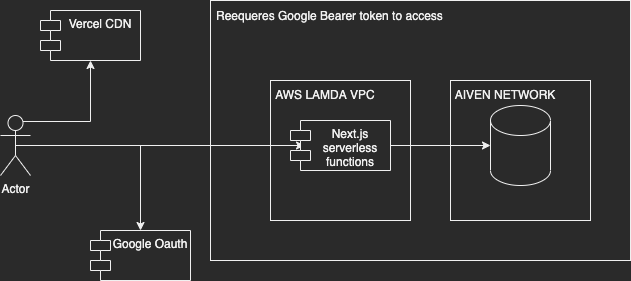 Vercel CDN
Reequeres Google Bearer token to access
AWS LAMDA VPC
AIVEN NETWORK
Next.js
serverless
functions
Actor
Google Oauth